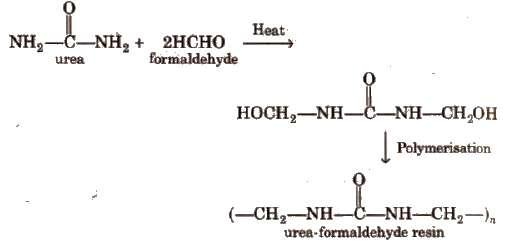 O
NH₂—C—NH₂ + 2HCHO Heat
urea formaldehyde
O
HOCH₂—NH—C—NH—CH₂OH
Polymerisation
O
(—CH₂—NH—C—NH—CH₂—)ₙ
urea-formaldehyde resin